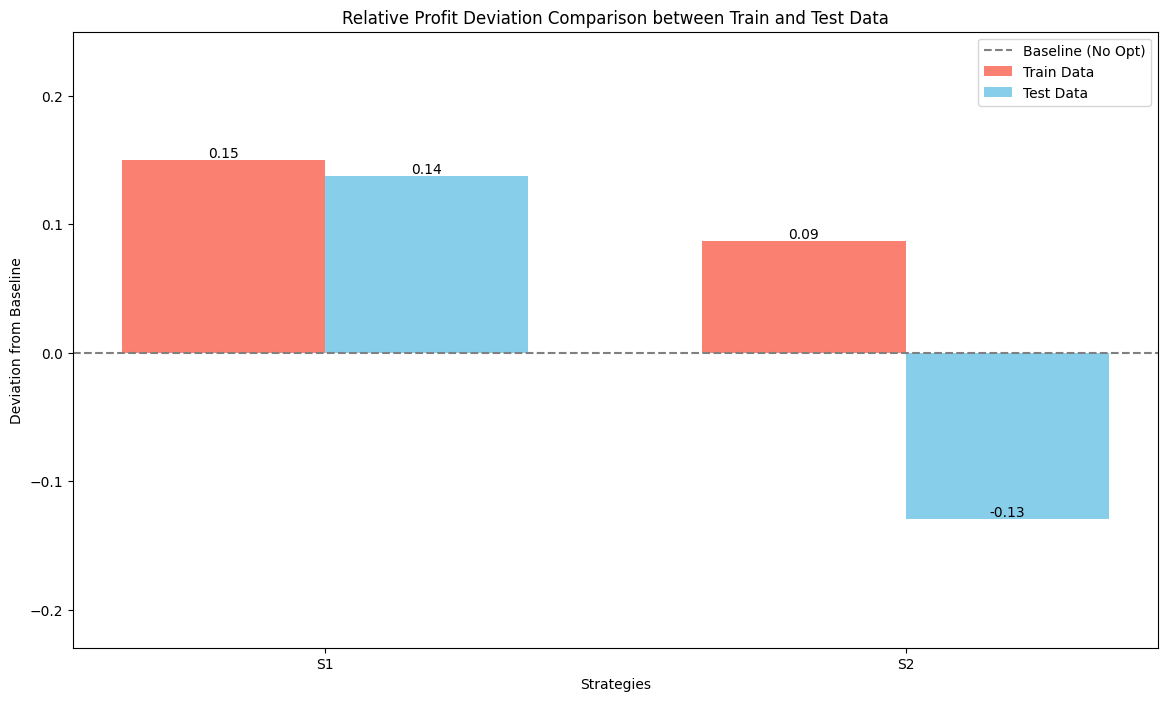 Relative Profit Deviation Comparison between Train and Test Data
Baseline (No Opt)
Train Data
Test Data
0.2
0.1
0.0
−0.1
−0.2
Deviation from Baseline
0.15
0.14
0.09
-0.13
S1
S2
Strategies